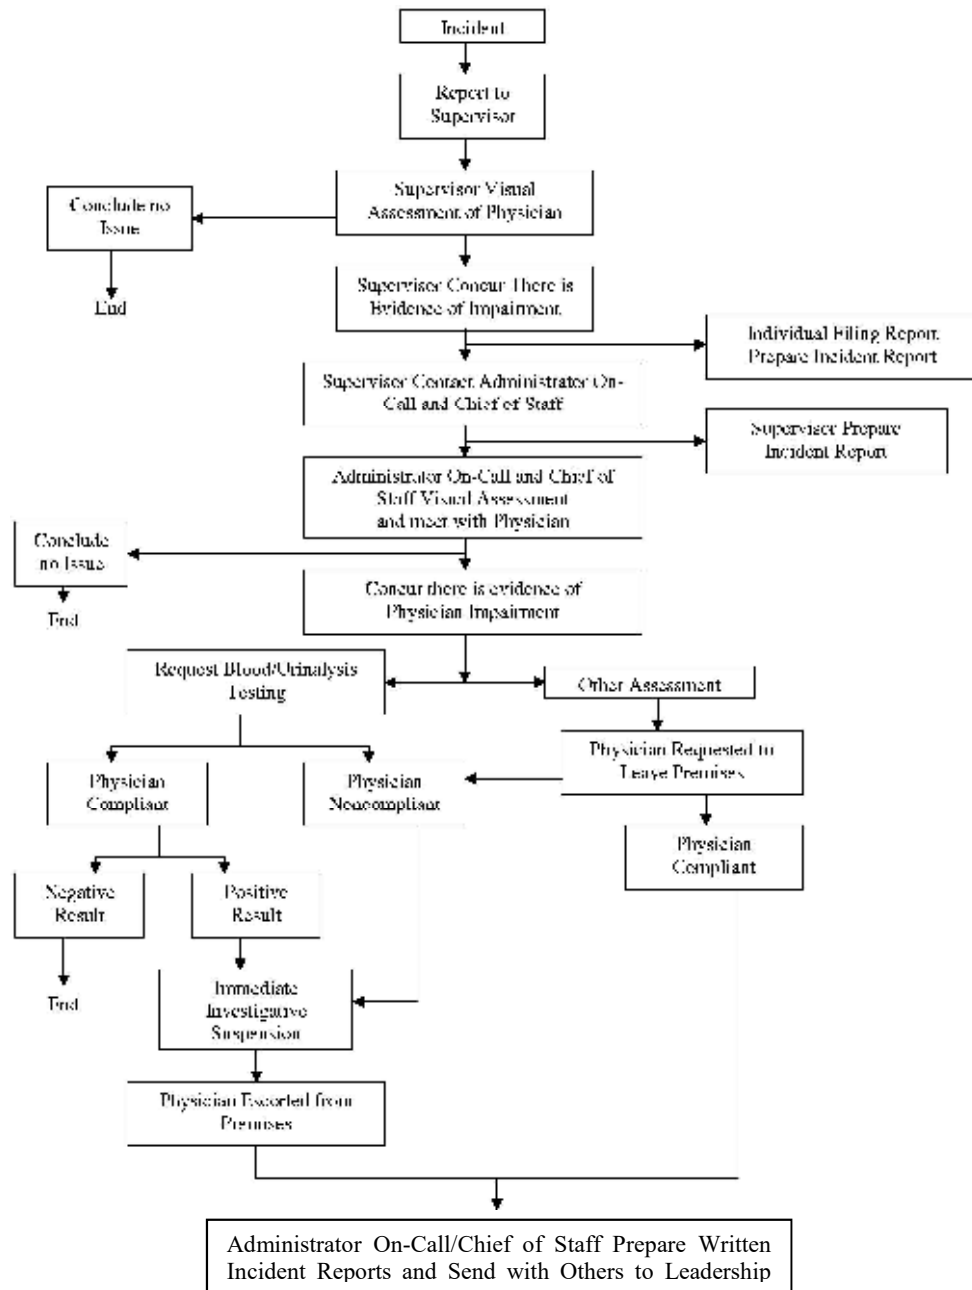 Incident
Report to
Supervisor
Supervisor Visual
Assessment of Physician
Conclude no
Issue
End
Supervisor Concur There is
Evidence of Impairment
Individual Filing Report
Prepare Incident Report
Supervisor Contact Administrator On-
Call and Chief of Staff
Supervisor Prepare
Incident Report
Administrator On-Call and Chief of
Staff Visual Assessment
and meet with Physician
Conclude
no Issue
End
Concur there is evidence of
Physician Impairment
Request Blood/Urinalysis
Testing
Other Assessment
Physician Requested to
Leave Premises
Physician
Compliant
Physician
Noncompliant
Physician
Compliant
Negative
Result
Positive
Result
End
Immediate
Investigative
Suspension
Physician Escorted from
Premises
Administrator On-Call/Chief of Staff Prepare Written
Incident Reports and Send with Others to Leadership